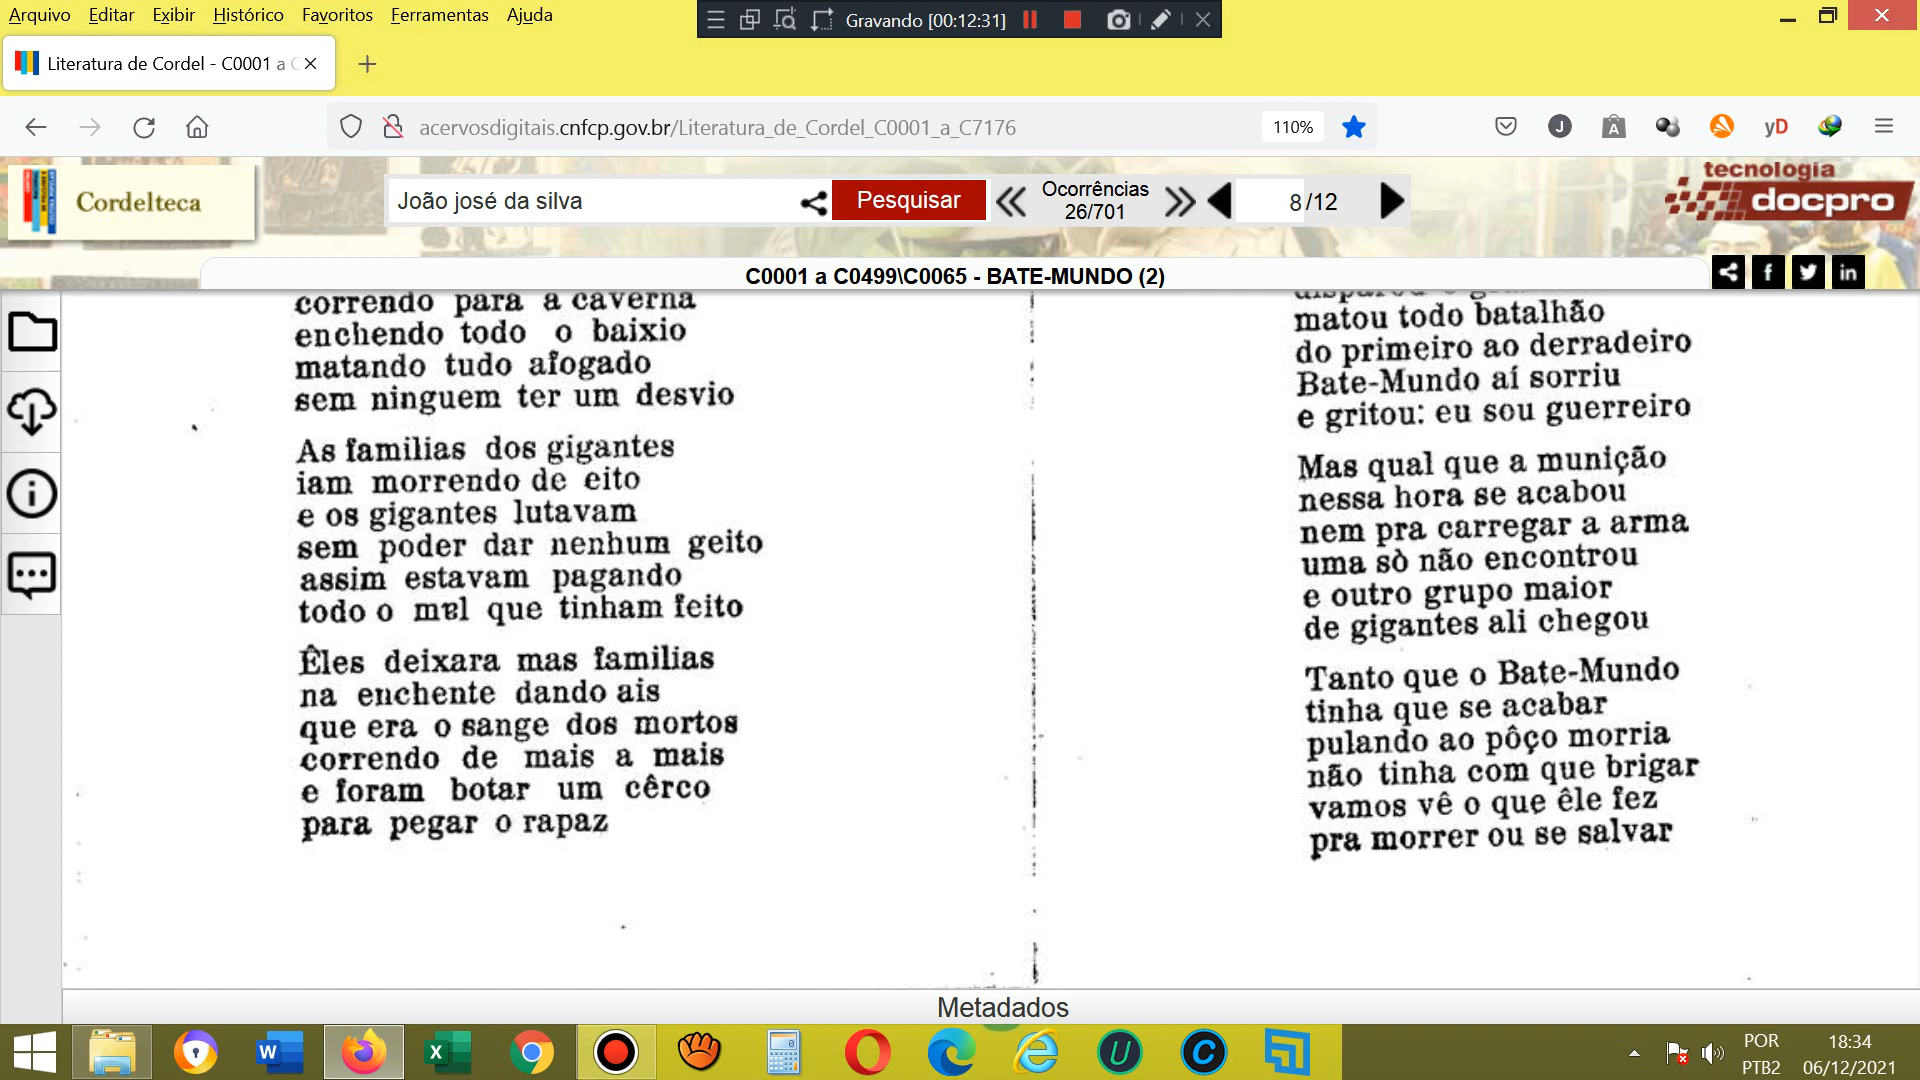 Arquivo Editar Exibir Histórico Favoritos Ferramentas Ajuda
Gravando [00:12:31]
Literatura de Cordel - C0001 a C
acervosdigitais.cnfcp.gov.br/Literatura_de_Cordel_C0001_a_C7176
110%
Cordelteca
João josé da silva
Pesquisar
Ocorrências
26/701
8 /12
tecnologia
docpro
C0001 a C0499\C0065 - BATE-MUNDO (2)
correndo para a caverna
enchendo todo o baixio
matando tudo afogado
sem ninguem ter um desvio
As familias dos gigantes
iam morrendo de eito
e os gigantes lutavam
sem poder dar nenhum geito
assim estavam pagando
todo o mal que tinham feito
Êles deixara mas familias
na enchente dando ais
que era o sange dos mortos
correndo de mais a mais
e foram botar um cêrco
para pegar o rapaz
matou todo batalhão
do primeiro ao derradeiro
Bate-Mundo aí sorriu
e gritou: eu sou guerreiro
Mas qual que a munição
nessa hora se acabou
nem pra carregar a arma
uma sò não encontrou
e outro grupo maior
de gigantes ali chegou
Tanto que o Bate-Mundo
tinha que se acabar
pulando ao pôço morria
não tinha com que brigar
vamos vê o que êle fez
pra morrer ou se salvar
Metadados
POR
PTB2
18:34
06/12/2021